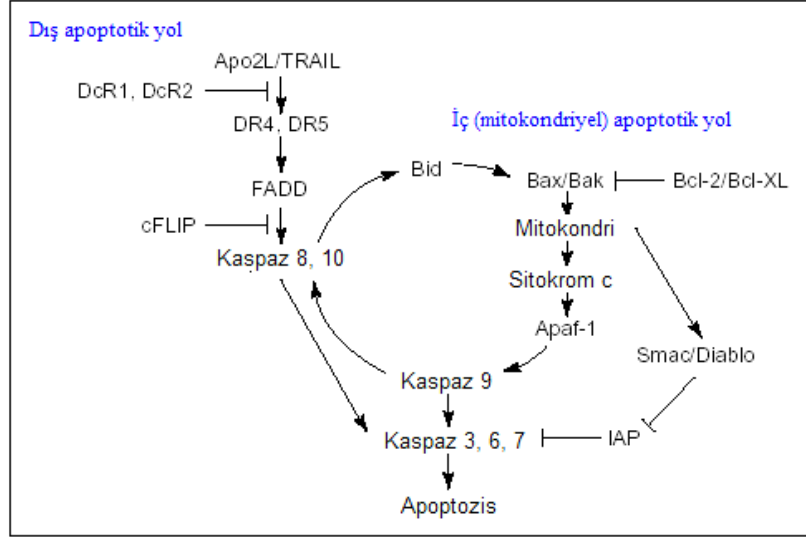 Dış apoptotik yol
Apo2L/TRAIL
DcR1, DcR2
DR4, DR5
İç (mitokondriyel) apoptotik yol
Bid
Bax/Bak
Bcl-2/Bcl-XL
FADD
cFLIP
Mitokondri
Kaspaz 8, 10
Sitokrom c
Apaf-1
Smac/Diablo
Kaspaz 9
Kaspaz 3, 6, 7
IAP
Apoptozis